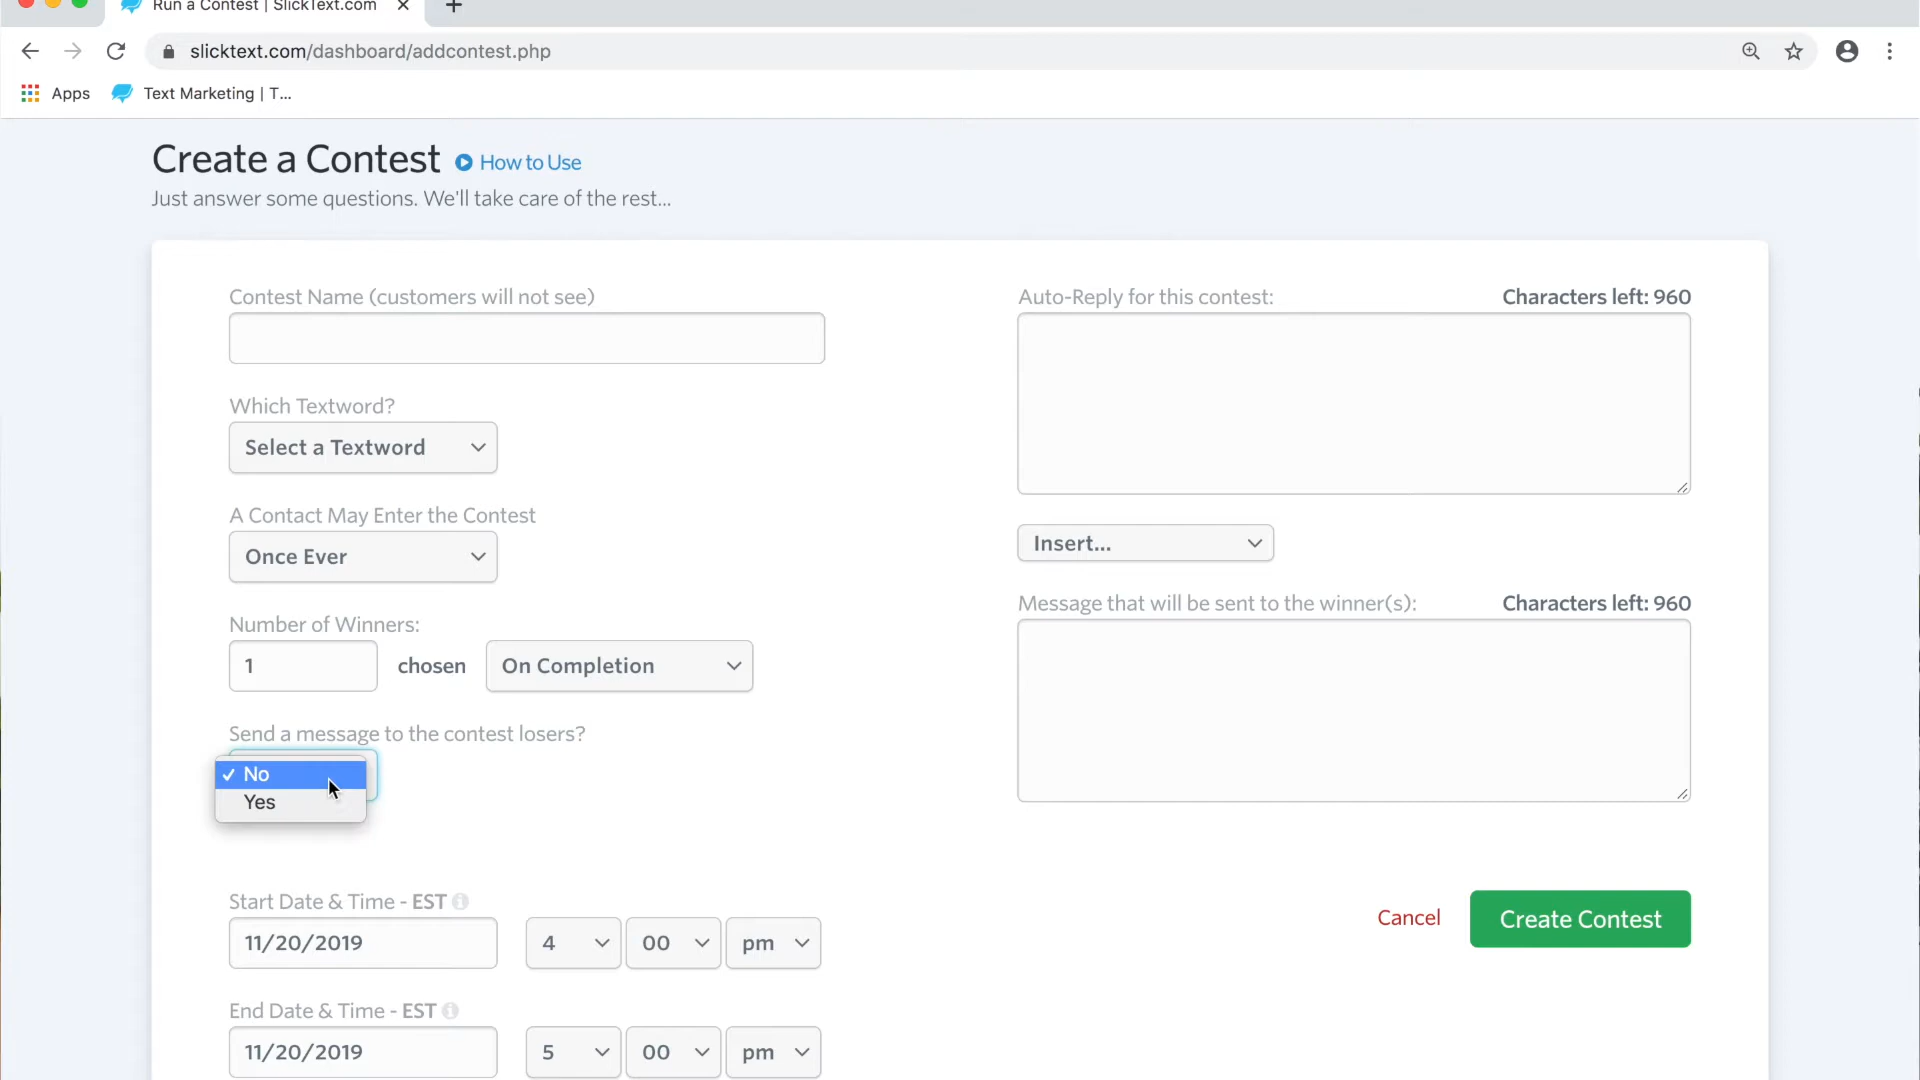 Run a Contest | SlickText.com
slicktext.com/dashboard/addcontest.php
Apps
Text Marketing | T...
Create a Contest
How to Use
Just answer some questions. We'll take care of the rest...
Contest Name (customers will not see)
Which Textword?
Select a Textword
A Contact May Enter the Contest
Once Ever
Number of Winners:
1 chosen On Completion
Send a message to the contest losers?
✓ No
Yes
Start Date & Time - EST
11/20/2019 4 00 pm
End Date & Time - EST
11/20/2019 5 00 pm
Auto-Reply for this contest: Characters left: 960
Insert...
Message that will be sent to the winner(s): Characters left: 960
Cancel Create Contest